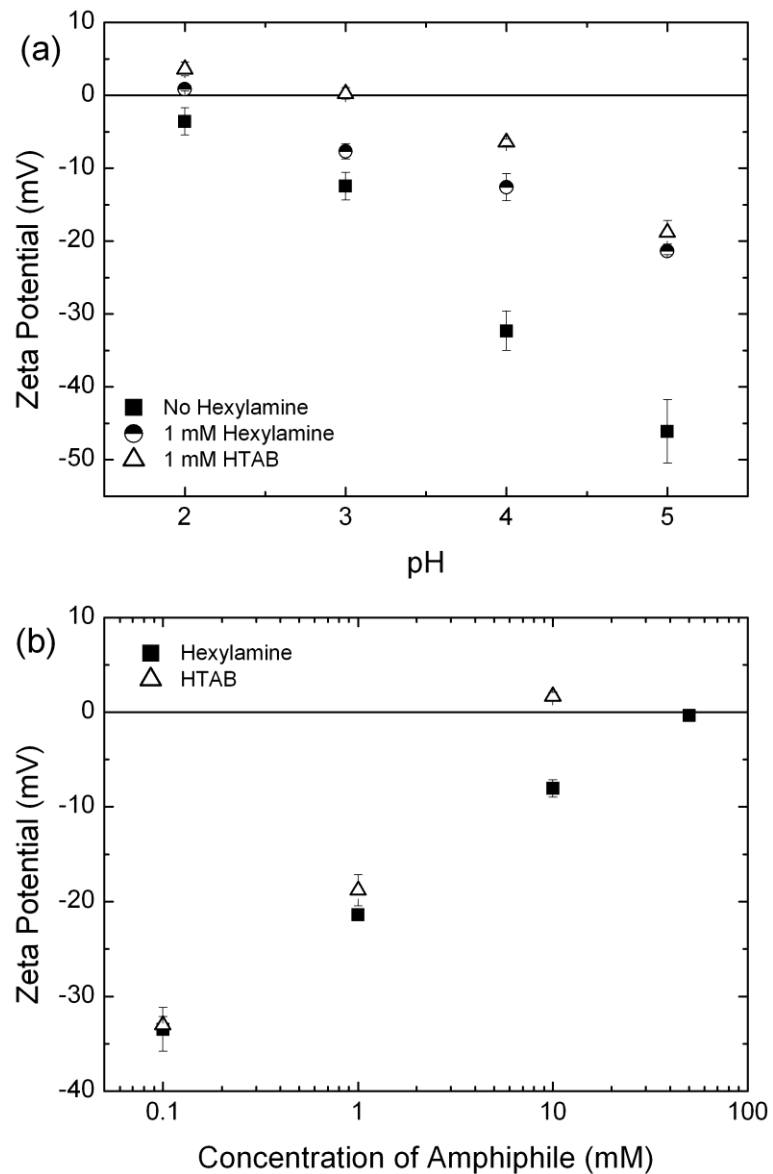 (a)
10
0
-10
-20
-30
-40
-50
Zeta Potential (mV)
No Hexylamine
1 mM Hexylamine
1 mM HTAB
2 3 4 5
pH
(b)
10
0
-10
-20
-30
-40
Zeta Potential (mV)
Hexylamine
HTAB
0.1 1 10 100
Concentration of Amphiphile (mM)